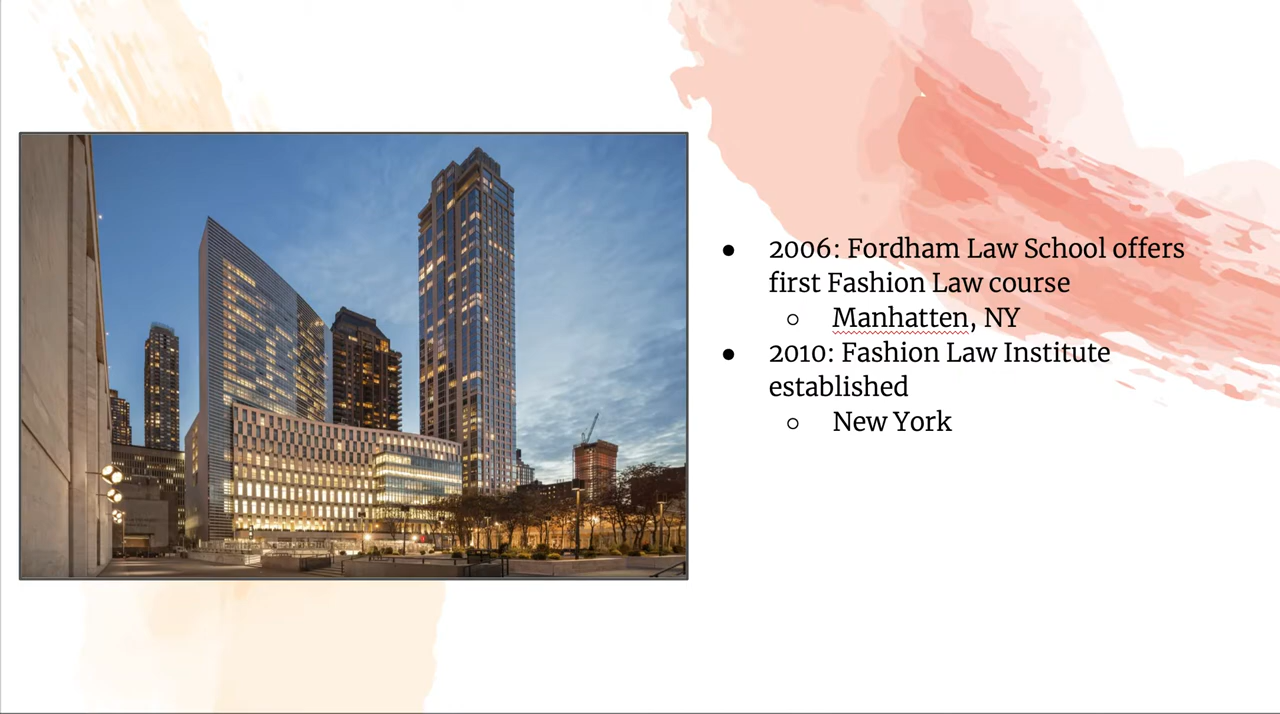 ● 2006: Fordham Law School offers
first Fashion Law course
○ Manhatten, NY
● 2010: Fashion Law Institute
established
○ New York